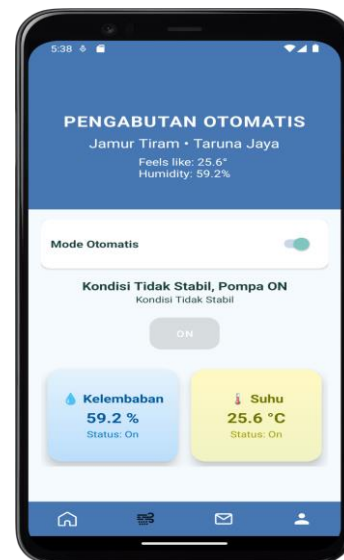 5:38
PENGABUTAN OTOMATIS
Jamur Tiram • Taruna Jaya
Feels like: 25.6°
Humidity: 59.2%
Mode Otomatis
Kondisi Tidak Stabil, Pompa ON
Kondisi Tidak Stabil
ON
Kelembaban
59.2 %
Status: On
Suhu
25.6 °C
Status: On